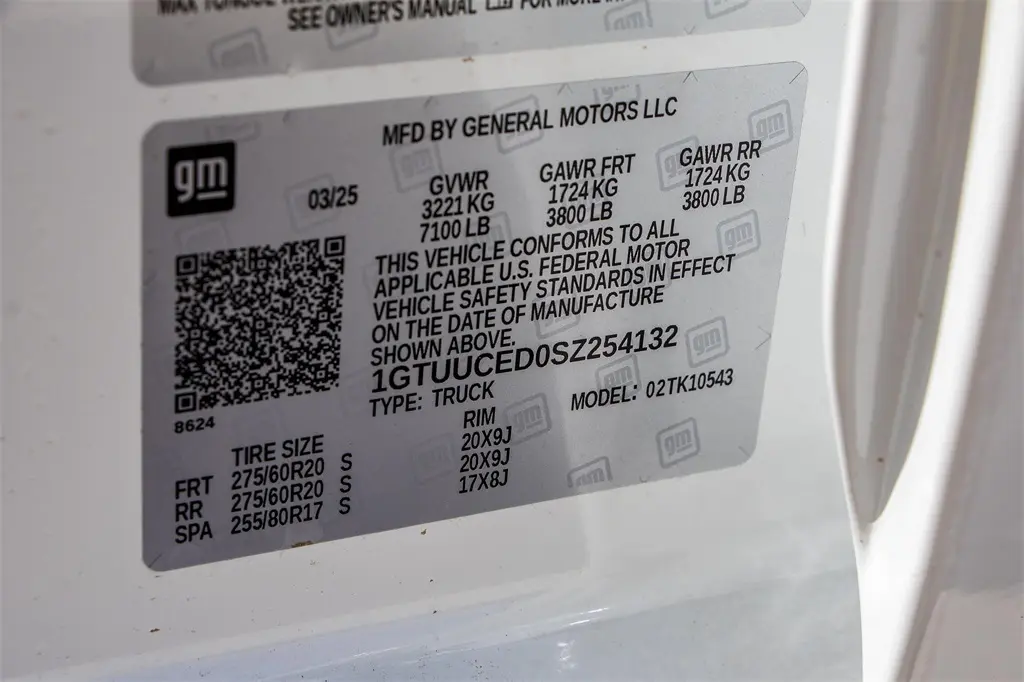 SEE OWNER'S MANUAL FOR MORE
MFD BY GENERAL MOTORS LLC
gm
03/25
GVWR GAWR FRT GAWR RR
3221 KG 1724 KG 1724 KG
7100 LB 3800 LB 3800 LB
THIS VEHICLE CONFORMS TO ALL
APPLICABLE U.S. FEDERAL MOTOR
VEHICLE SAFETY STANDARDS IN EFFECT
ON THE DATE OF MANUFACTURE
SHOWN ABOVE.
1GTUUCED0SZ254132
TYPE: TRUCK MODEL: 02TK10543
8624
TIRE SIZE RIM
FRT 275/60R20 S 20X9J
RR 275/60R20 S 20X9J
SPA 255/80R17 S 17X8J